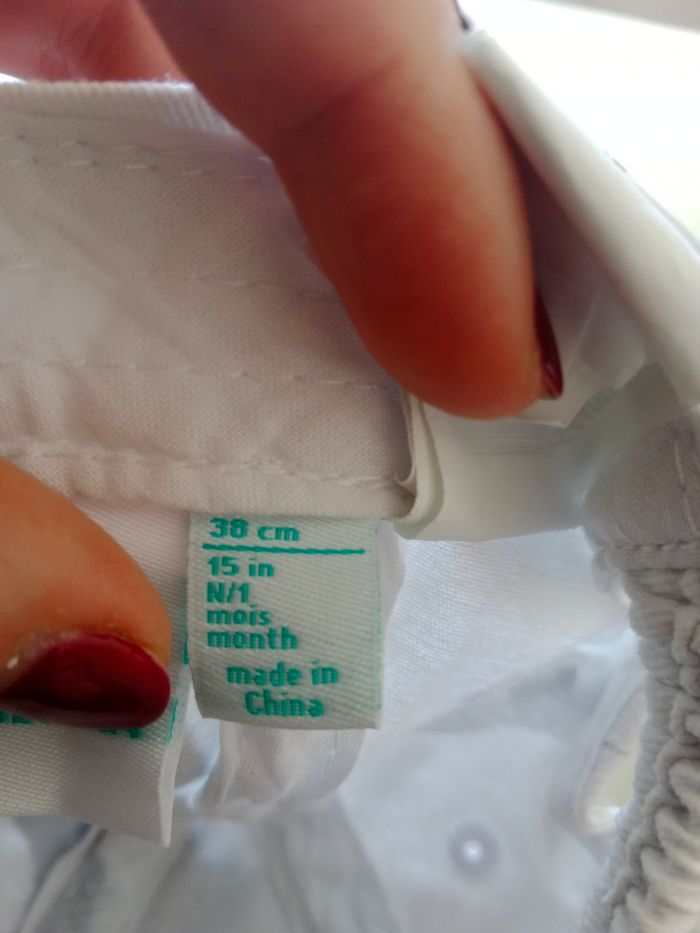 38 cm
15 in
N/1
mois
month
made in
China